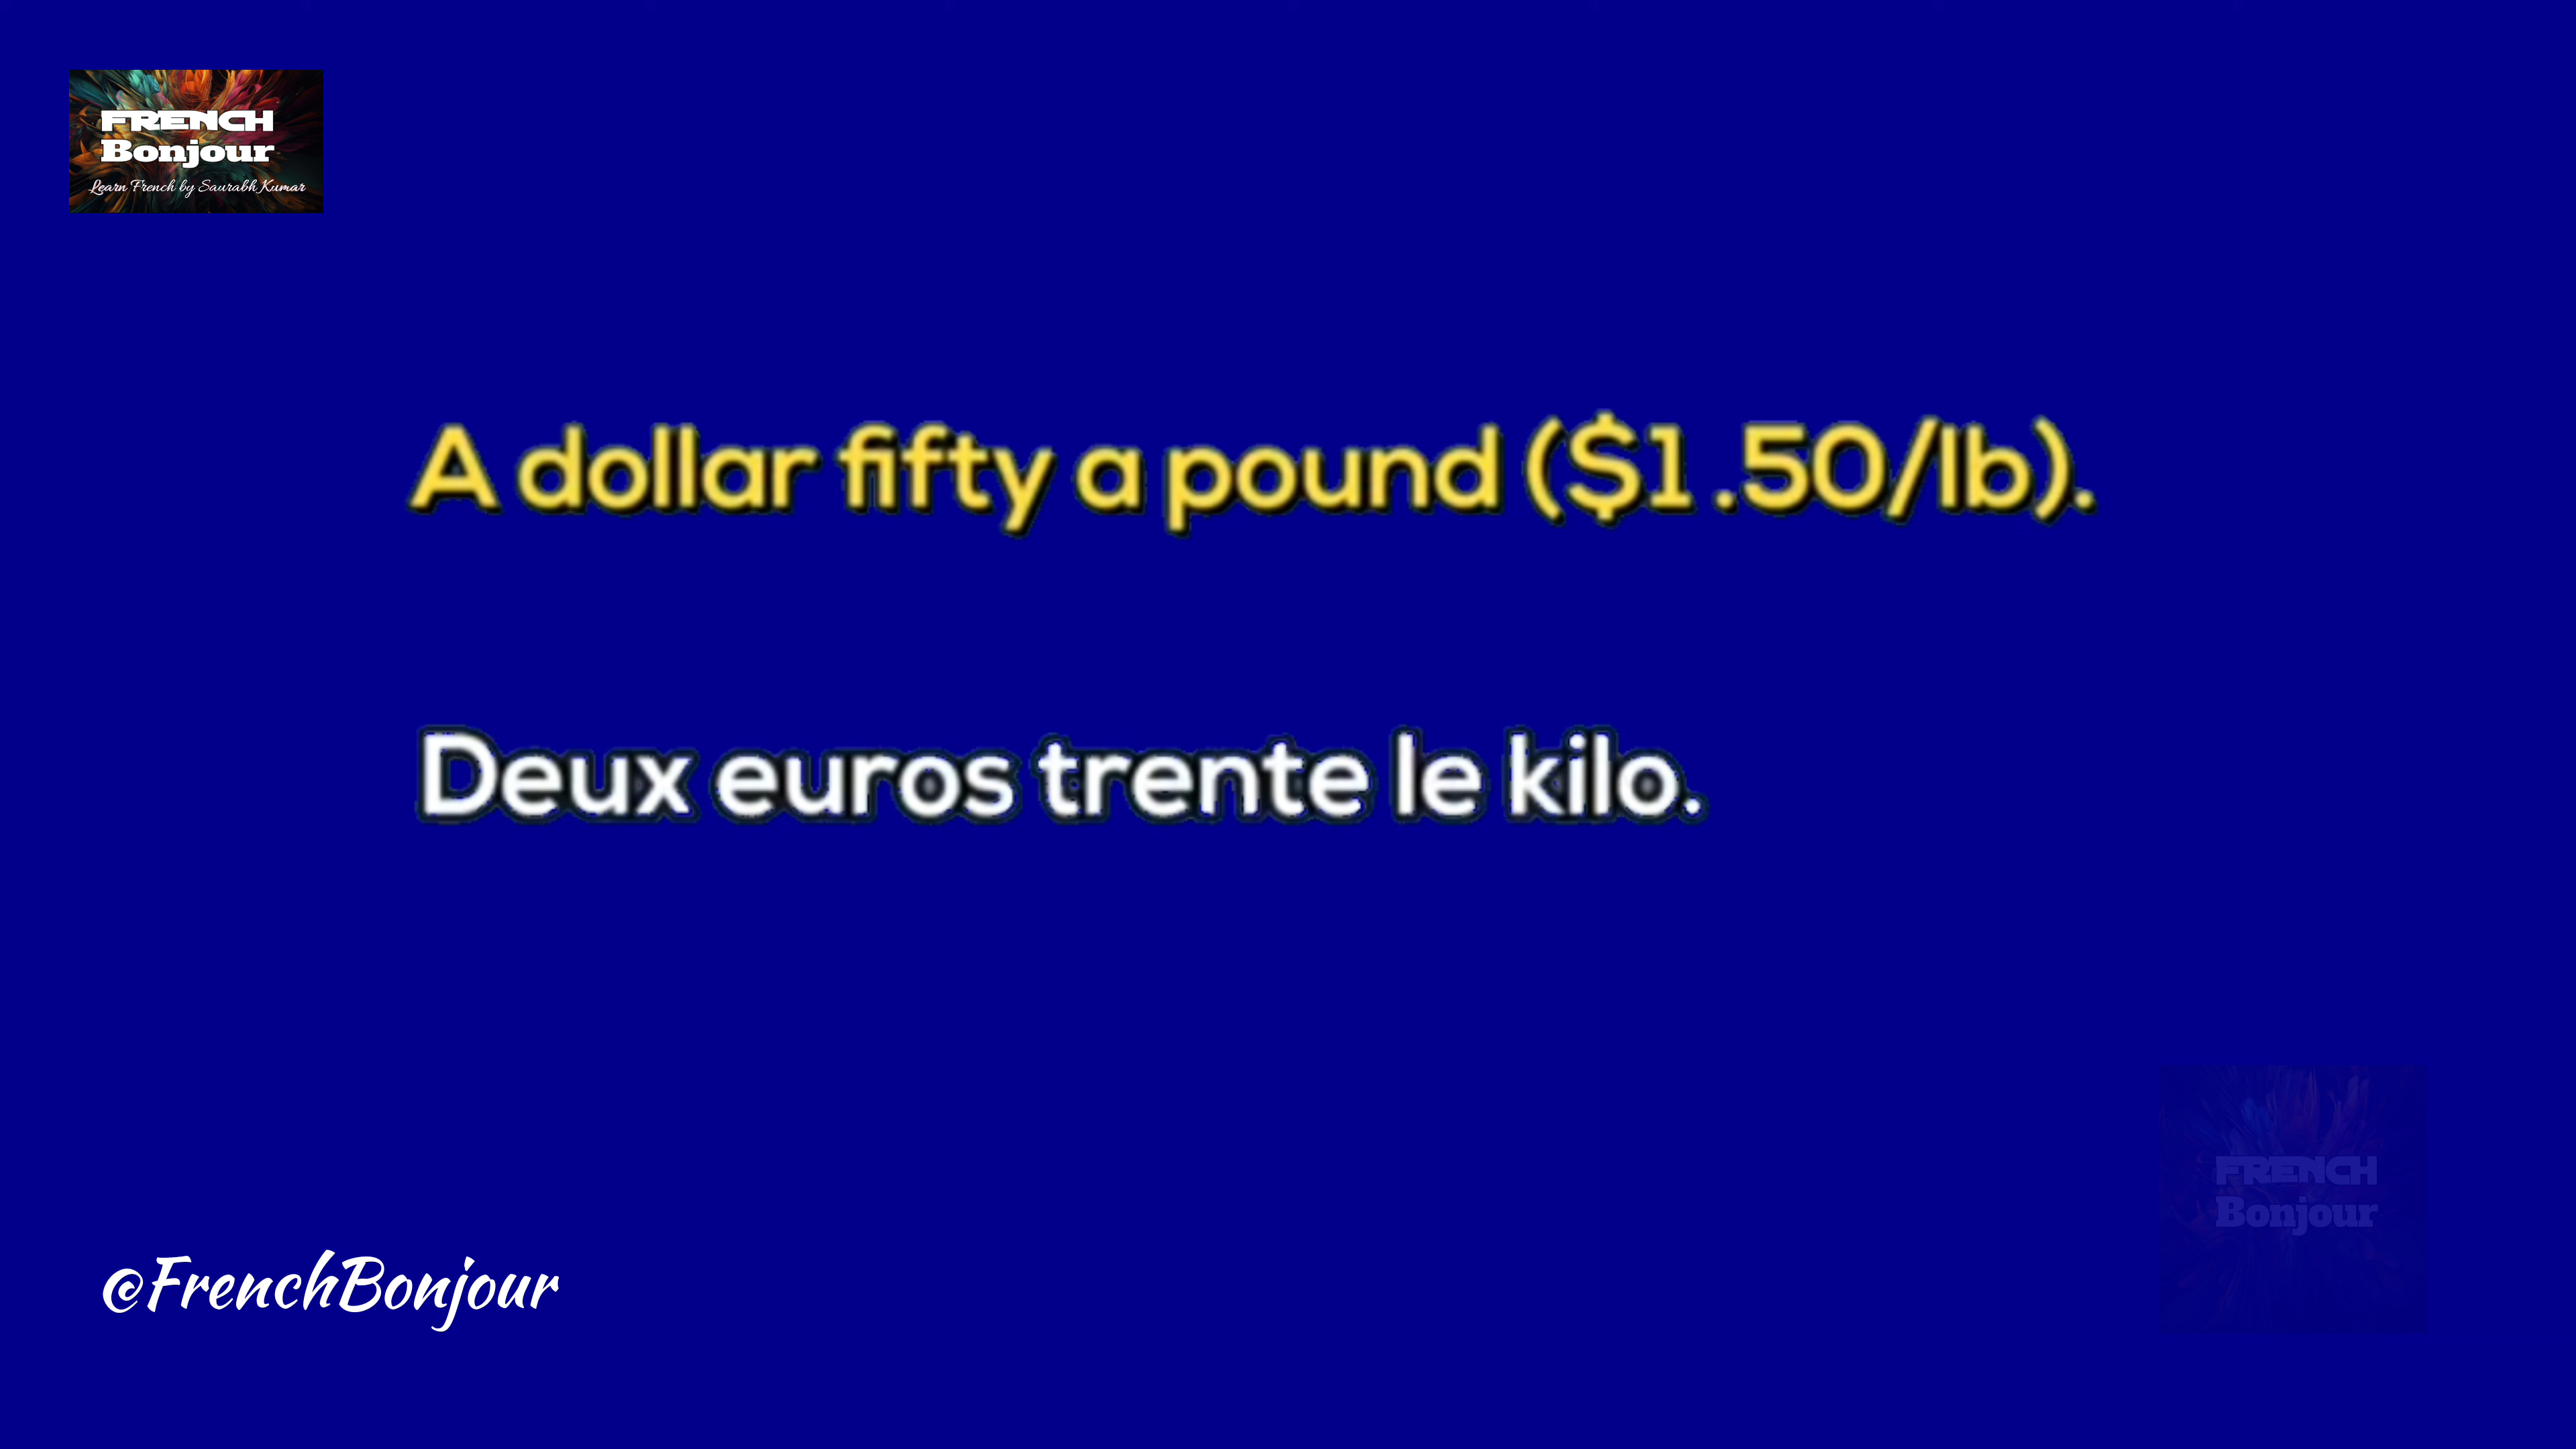 FRENCH
Bonjour
Learn French by Saurabh Kumar
A dollar fifty a pound ($1.50/lb).
Deux euros trente le kilo.
FRENCH
Bonjour
@FrenchBonjour